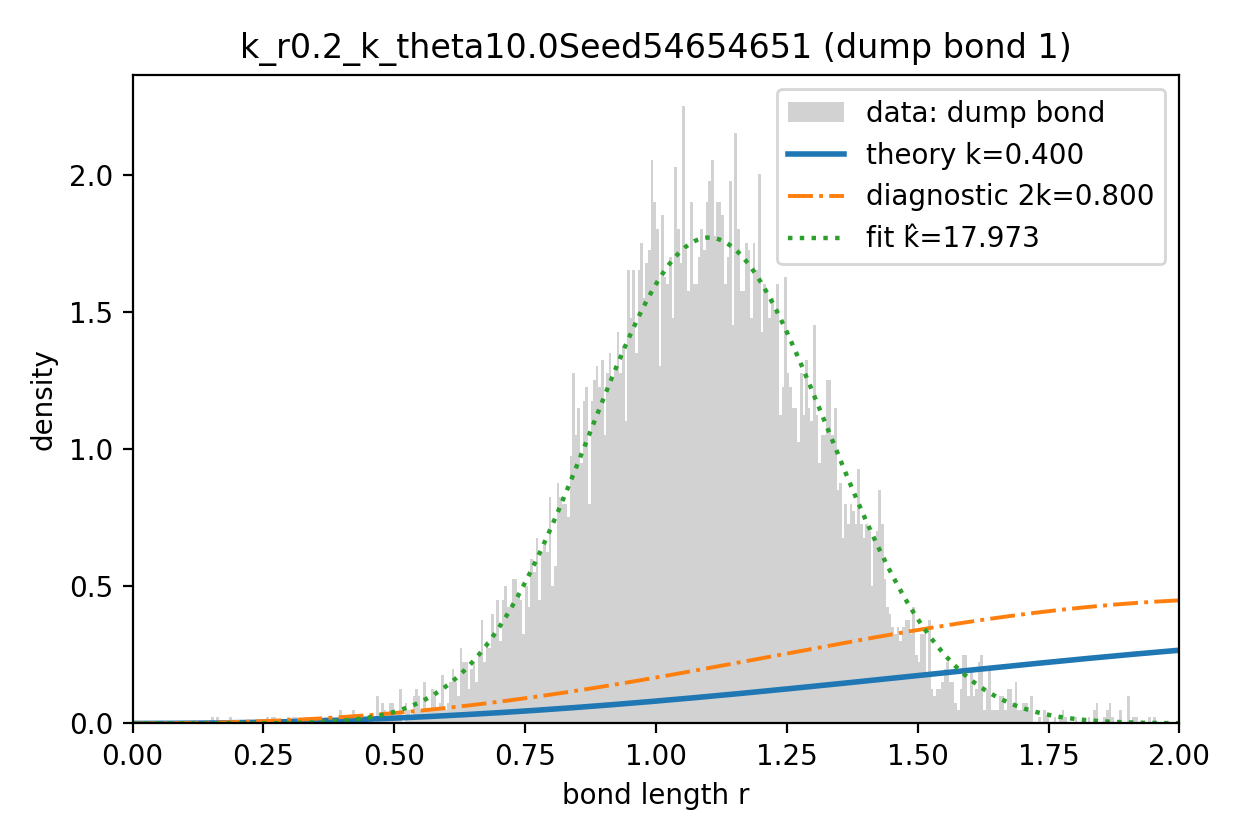 k_r0.2_k_theta10.0Seed54654651 (dump bond 1)
data: dump bond
theory k=0.400
diagnostic 2k=0.800
fit k̂=17.973
density
2.0
1.5
1.0
0.5
0.0
0.00 0.25 0.50 0.75 1.00 1.25 1.50 1.75 2.00
bond length r